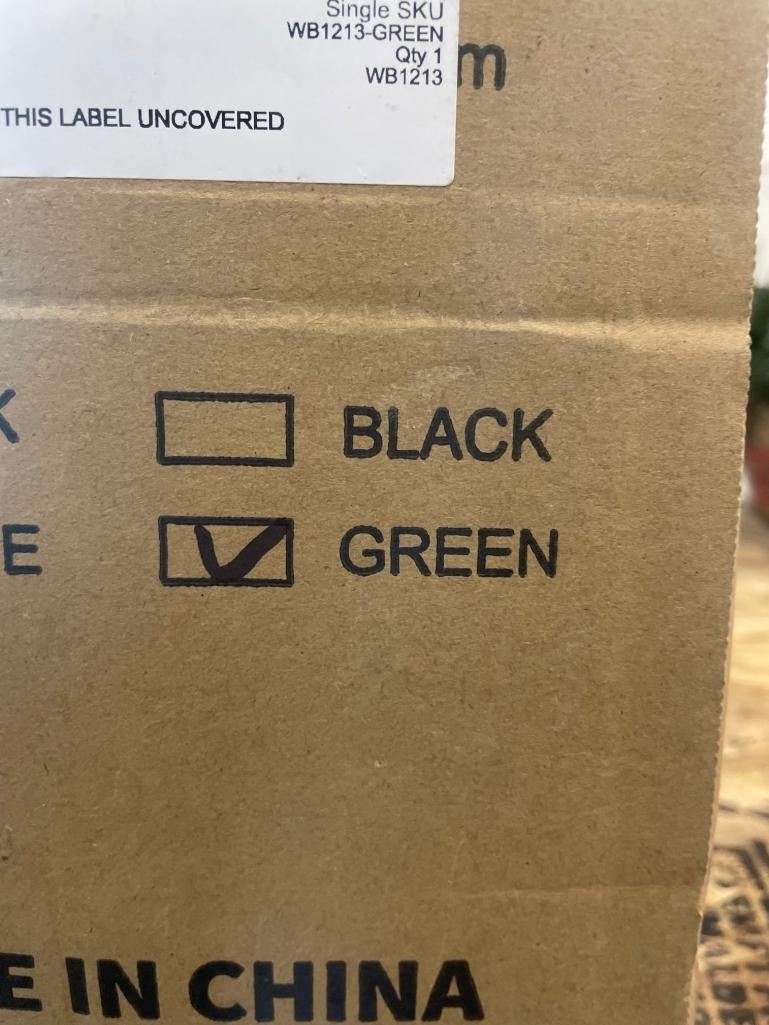 Single SKU
WB1213-GREEN
Qty 1
WB1213
m
THIS LABEL UNCOVERED
K BLACK
E GREEN
E IN CHINA